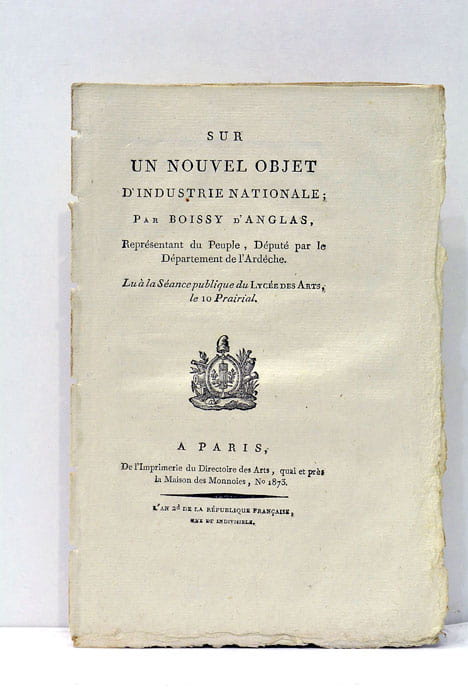 SUR
UN NOUVEL OBJET
D'INDUSTRIE NATIONALE;
PAR BOISSY D'ANGLAS,
Représentant du Peuple, Député par le
Département de l'Ardêche.
Lu à la Séance publique du LYCÉE DES ARTS,
le 10 Prairial.
A PARIS,
De l'Imprimerie du Directoire des Arts, quai et près
la Maison des Monnoies, No 1873.
L'AN 2d DE LA RÉPUBLIQUE FRANÇAISE,
UNE ET INDIVISIBLE.